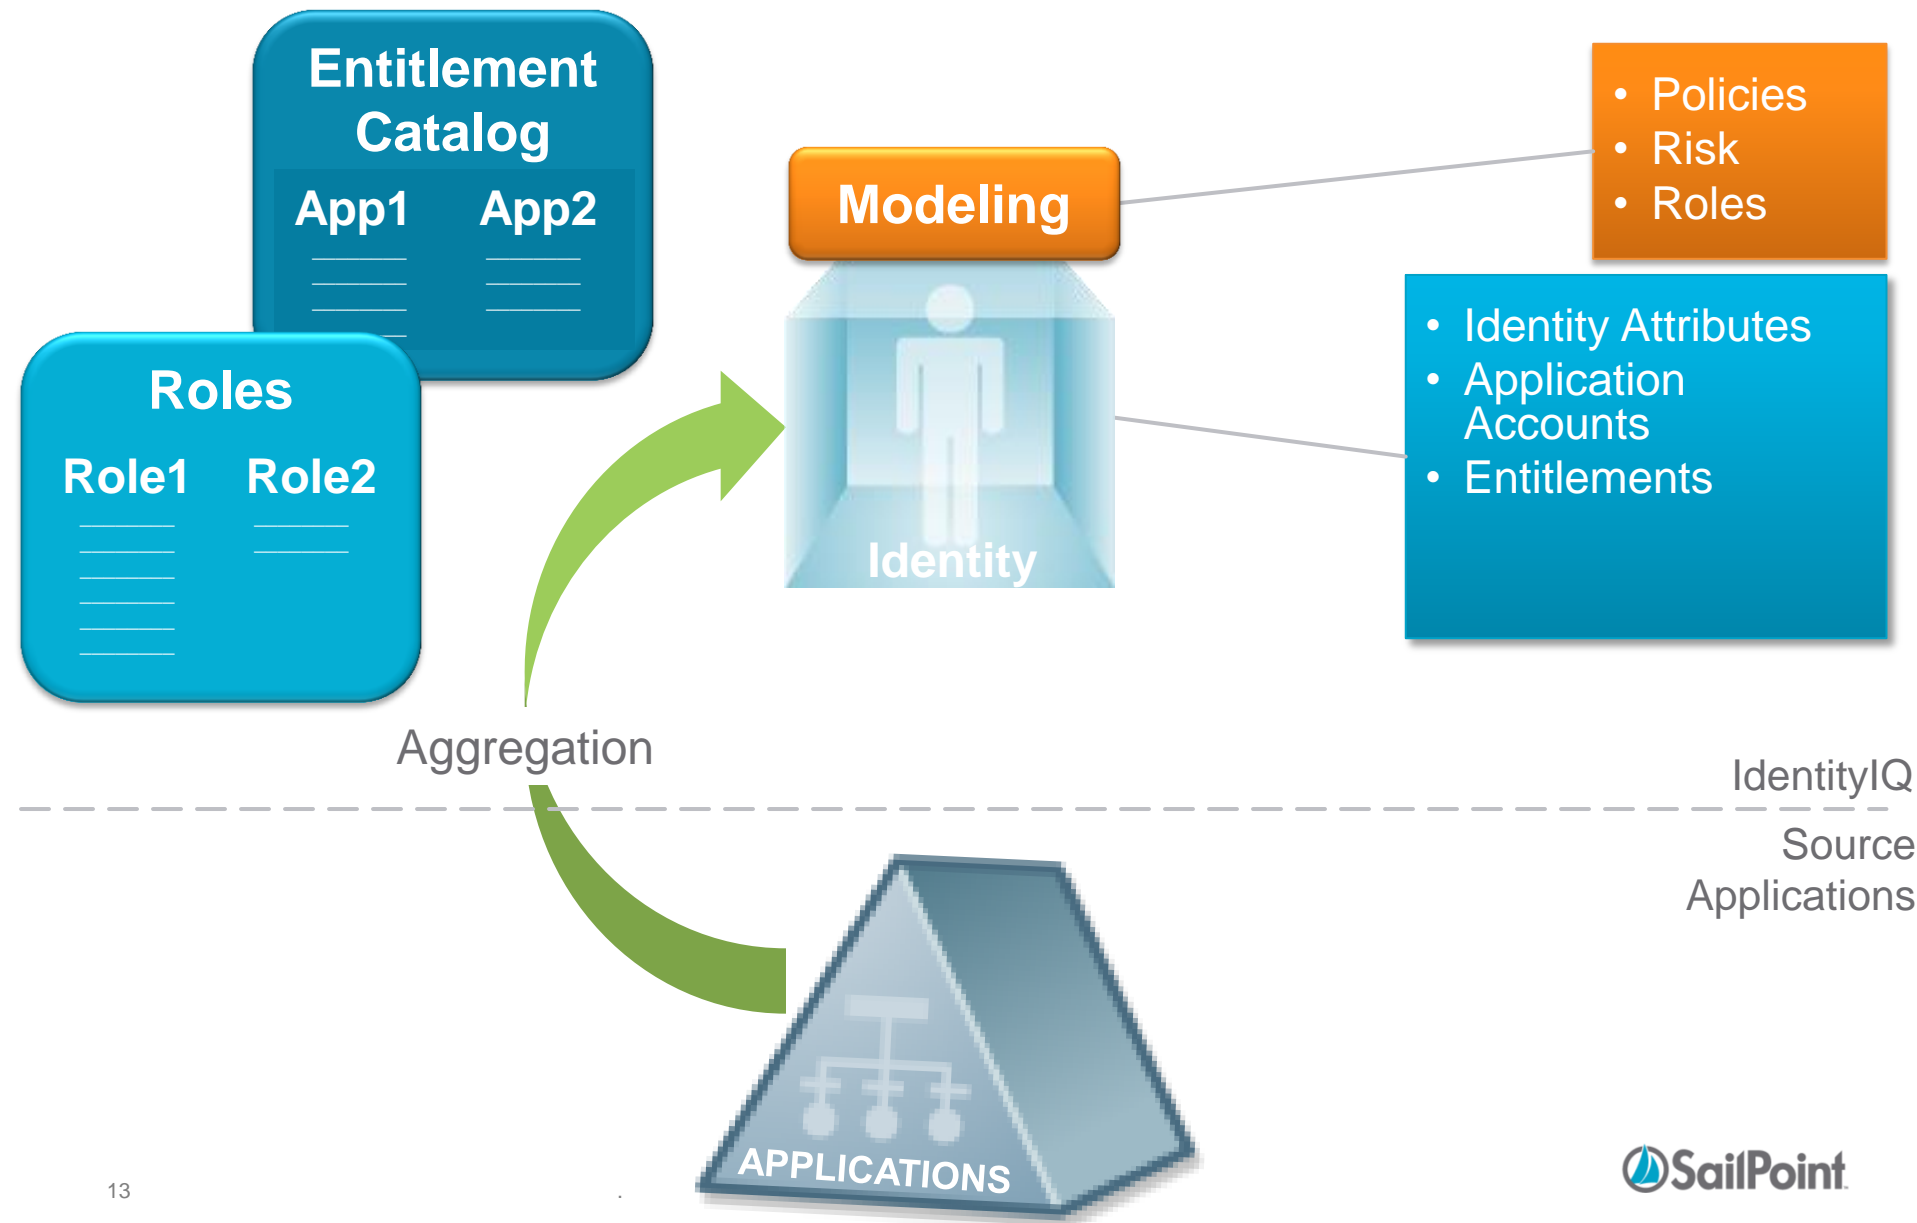 Entitlement
Catalog
App1 App2
Roles
Role1 Role2
Modeling
Identity
• Policies
• Risk
• Roles
• Identity Attributes
• Application
Accounts
• Entitlements
Aggregation
IdentityIQ
Source
Applications
APPLICATIONS
13
.
SailPoint